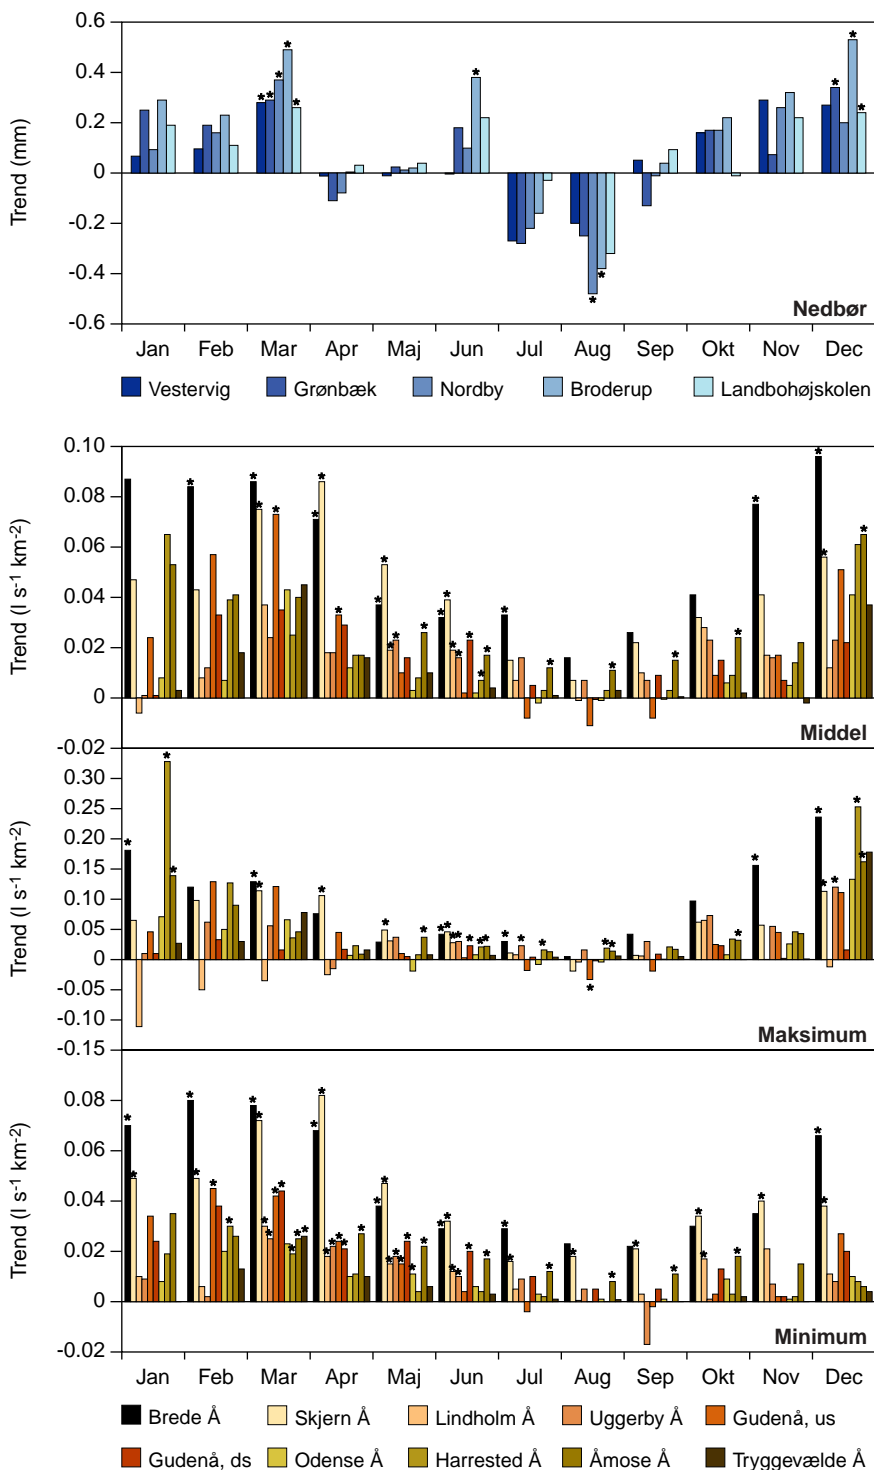 0.6
0.4
0.2
0
-0.2
-0.4
-0.6
Trend (mm)
* * * * * * * * * * * *
Nedbør
Jan Feb Mar Apr Maj Jun Jul Aug Sep Okt Nov Dec
Vestervig Grønbæk Nordby Broderup Landbohøjskolen
0.10
0.08
0.06
0.04
0.02
0
-0.02
Trend (l s-1 km-2)
Middel
0.30
0.25
0.20
0.15
0.10
0.05
0
-0.05
-0.10
-0.15
Trend (l s-1 km-2)
Maksimum
0.08
0.06
0.04
0.02
0
-0.02
Trend (l s-1 km-2)
Minimum
Jan Feb Mar Apr Maj Jun Jul Aug Sep Okt Nov Dec
Brede Å Skjern Å Lindholm Å Uggerby Å Gudenå, us
Gudenå, ds Odense Å Harrested Å Åmose Å Tryggevælde Å